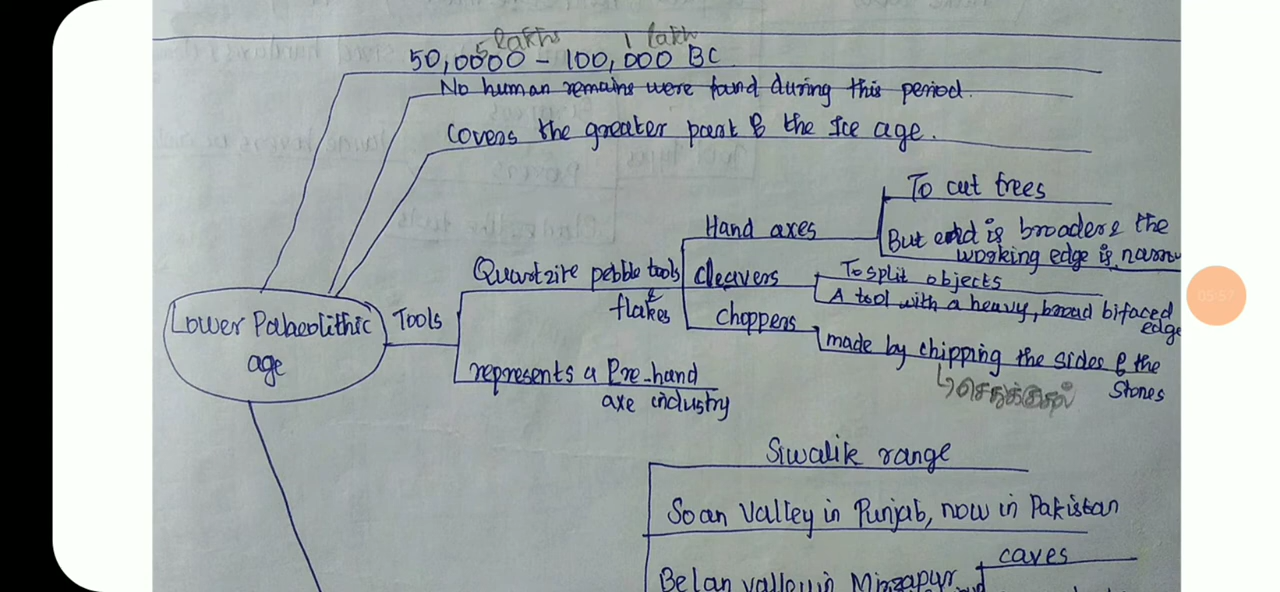 5 lakhs
1 lakh
50,0000 - 100,000 BC
No human remains were found during this period.
Covers the greater part & the Ice age.
To cut trees
Hand axes
But end is broader & the
working edge is narrow
Quartzite pebble tools
&
flakes
cleavers
To split objects
A tool with a heavy, broad bifaced
edge
choppers
made by chipping the sides & the
Stones
செதுக்குதல்
Lower Palaeolithic
age
Tools
represents a Pre-hand
axe industry
Siwalik range
Soan Valley in Punjab, now in Pakistan
caves
Belan valley in Mirzapur
05:57